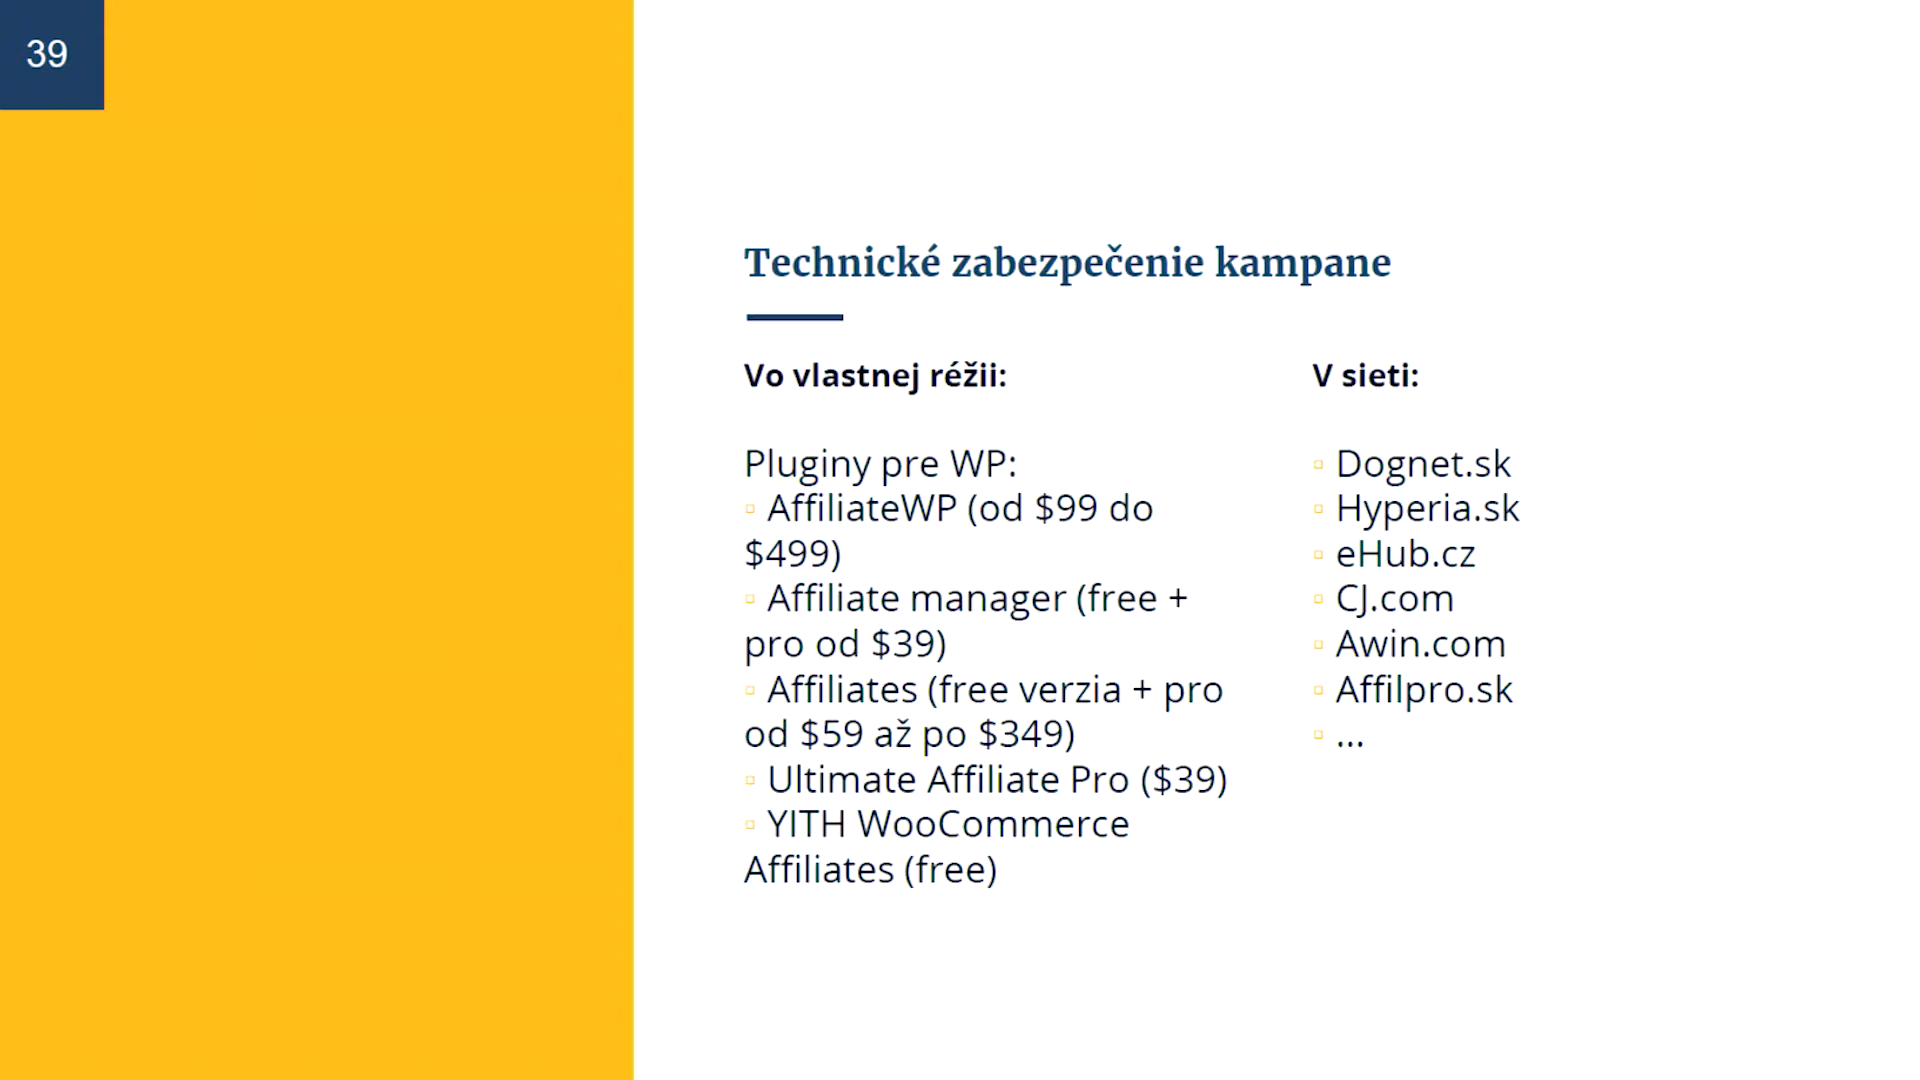 39
Technické zabezpečenie kampane
Vo vlastnej réžii:
Pluginy pre WP:
▫ AffiliateWP (od $99 do
$499)
▫ Affiliate manager (free +
pro od $39)
▫ Affiliates (free verzia + pro
od $59 až po $349)
▫ Ultimate Affiliate Pro ($39)
▫ YITH WooCommerce
Affiliates (free)
V sieti:
▫ Dognet.sk
▫ Hyperia.sk
▫ eHub.cz
▫ CJ.com
▫ Awin.com
▫ Affilpro.sk
▫ ...